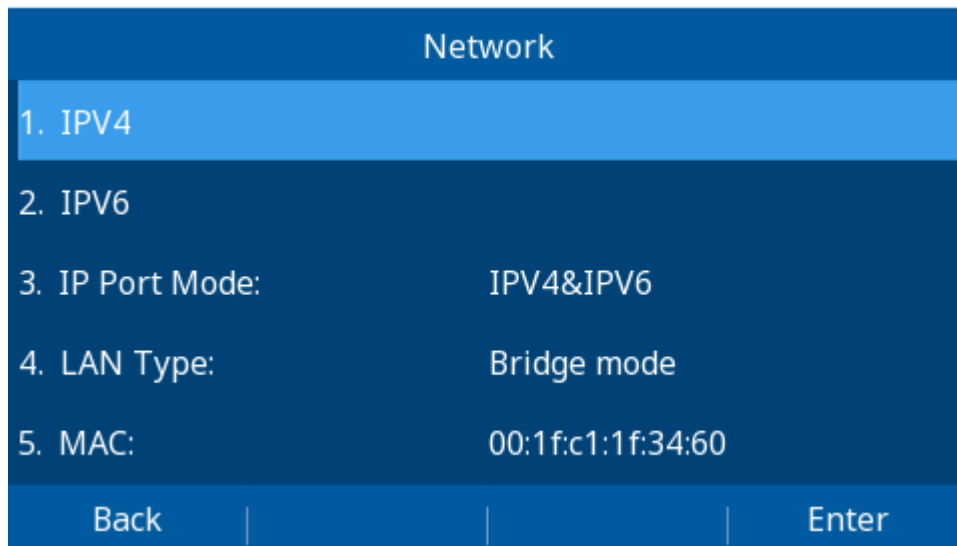 Network
1. IPV4
2. IPV6
3. IP Port Mode: IPV4&IPV6
4. LAN Type: Bridge mode
5. MAC: 00:1f:c1:1f:34:60
Back Enter